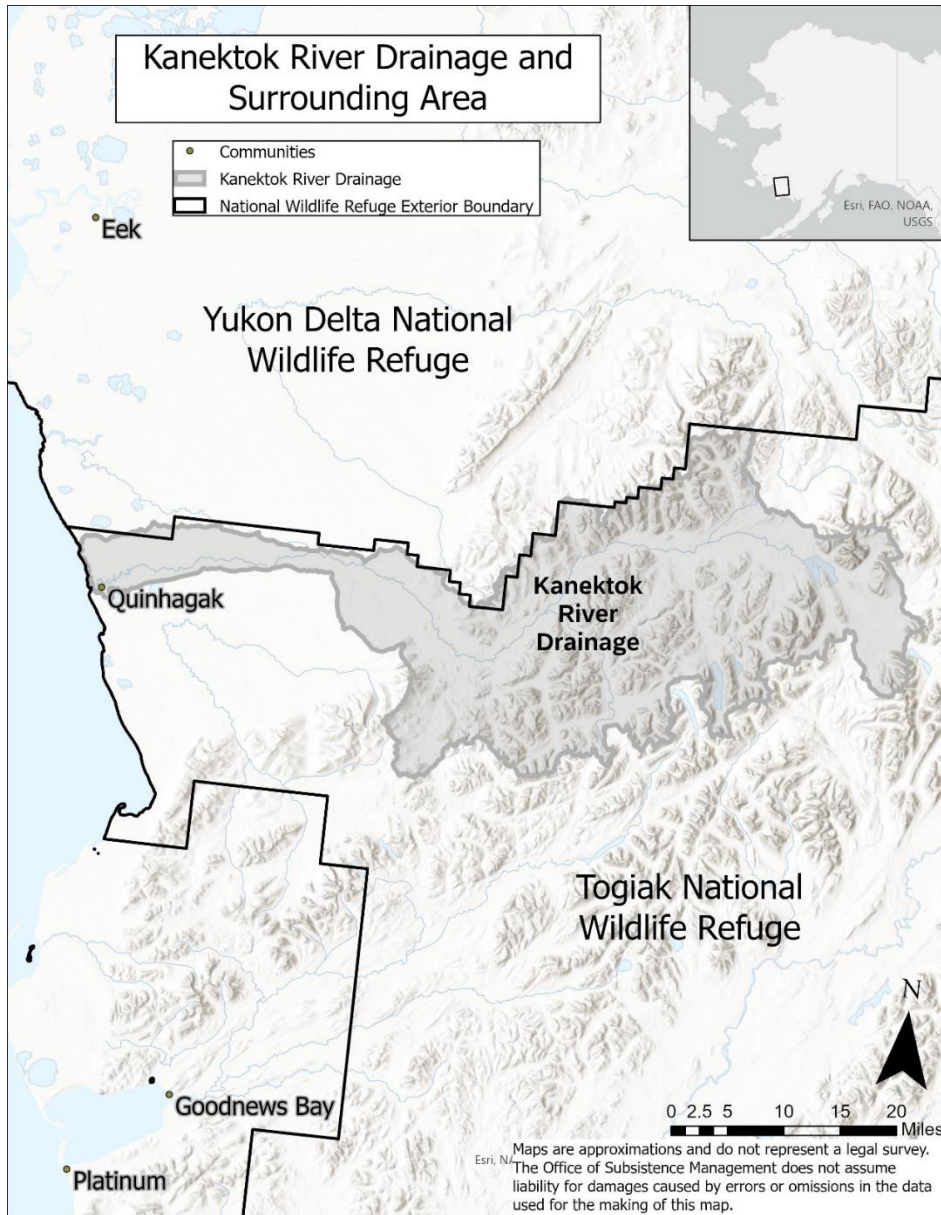 Kanektok River Drainage and
Surrounding Area
Communities
Kanektok River Drainage
National Wildlife Refuge Exterior Boundary
Esri, FAO, NOAA,
USGS
Eek
Yukon Delta National
Wildlife Refuge
Quinhagak
Kanektok
River
Drainage
Togiak National
Wildlife Refuge
N
Goodnews Bay
0 2.5 5 10 15 20
Miles
Platinum
Esri,
Maps are approximations and do not represent a legal survey.
The Office of Subsistence Management does not assume
liability for damages caused by errors or omissions in the data
used for the making of this map.